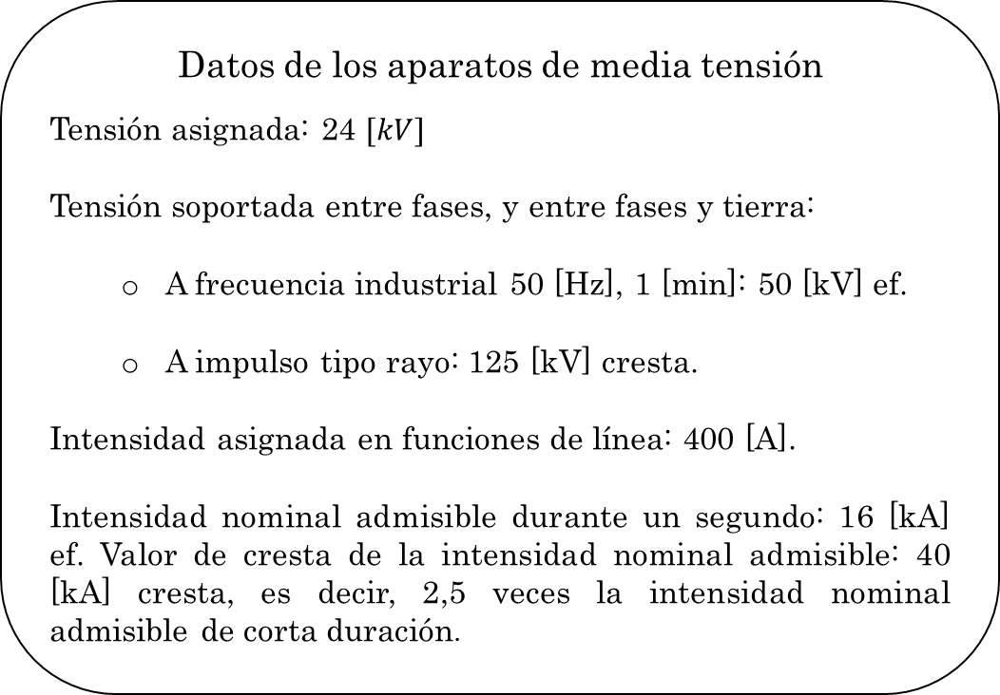 Datos de los aparatos de media tensión
Tensión asignada: 24 [kV]
Tensión soportada entre fases, y entre fases y tierra:
o A frecuencia industrial 50 [Hz], 1 [min]: 50 [kV] ef.
o A impulso tipo rayo: 125 [kV] cresta.
Intensidad asignada en funciones de línea: 400 [A].
Intensidad nominal admisible durante un segundo: 16 [kA]
ef. Valor de cresta de la intensidad nominal admisible: 40
[kA] cresta, es decir, 2,5 veces la intensidad nominal
admisible de corta duración.